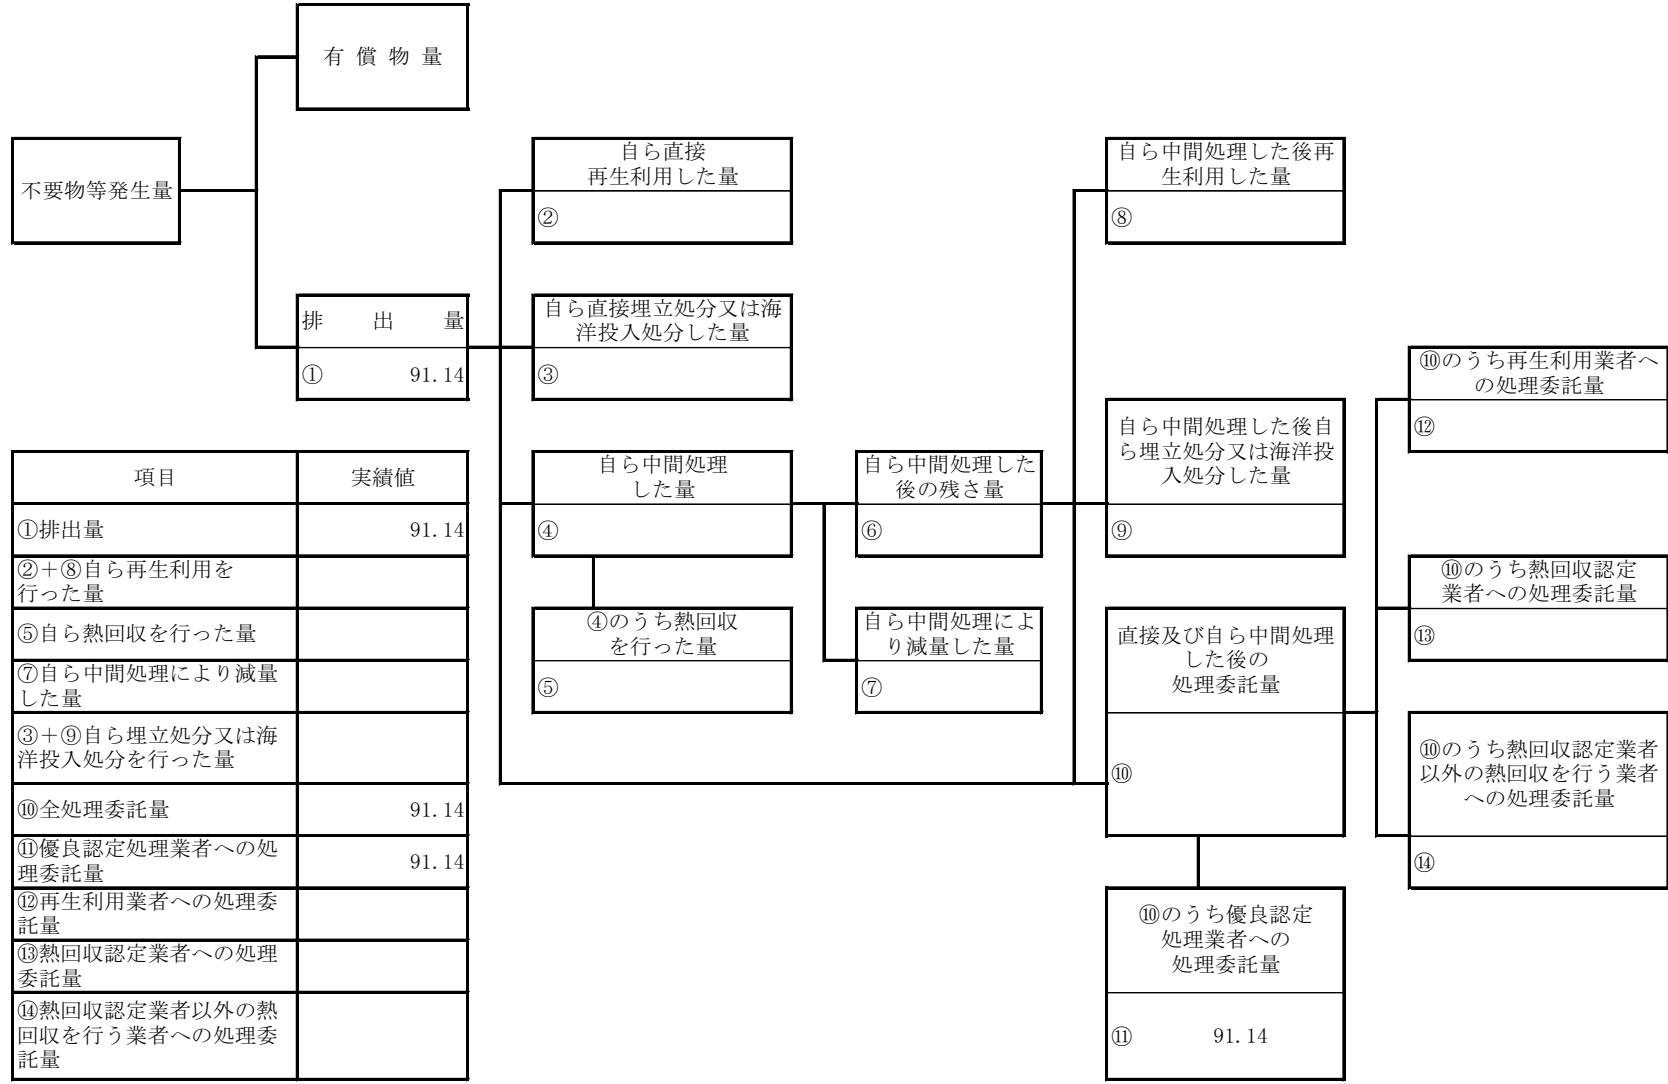 有 償 物 量
不要物等発生量
自ら直接
再生利用した量
②
自ら中間処理した後再
生利用した量
⑧
排 出 量
① 91.14
自ら直接埋立処分又は海
洋投入処分した量
③
⑩のうち再生利用業者へ
の処理委託量
⑫
自ら中間処理した後自
ら埋立処分又は海洋投
入処分した量
⑨
自ら中間処理
した量
④
自ら中間処理した
後の残さ量
⑥
⑩のうち熱回収認定
業者への処理委託量
⑬
④のうち熱回収
を行った量
⑤
自ら中間処理によ
り減量した量
⑦
直接及び自ら中間処理
した後の
処理委託量
⑩
⑩のうち熱回収認定業者
以外の熱回収を行う業者
への処理委託量
⑭
⑩のうち優良認定
処理業者への
処理委託量
⑪ 91.14
項目 実績値
①排出量 91.14
②＋⑧自ら再生利用を
行った量
⑤自ら熱回収を行った量
⑦自ら中間処理により減量
した量
③＋⑨自ら埋立処分又は海
洋投入処分を行った量
⑩全処理委託量 91.14
⑪優良認定処理業者への処
理委託量 91.14
⑫再生利用業者への処理委
託量
⑬熱回収認定業者への処理
委託量
⑭熱回収認定業者以外の熱
回収を行う業者への処理委
託量